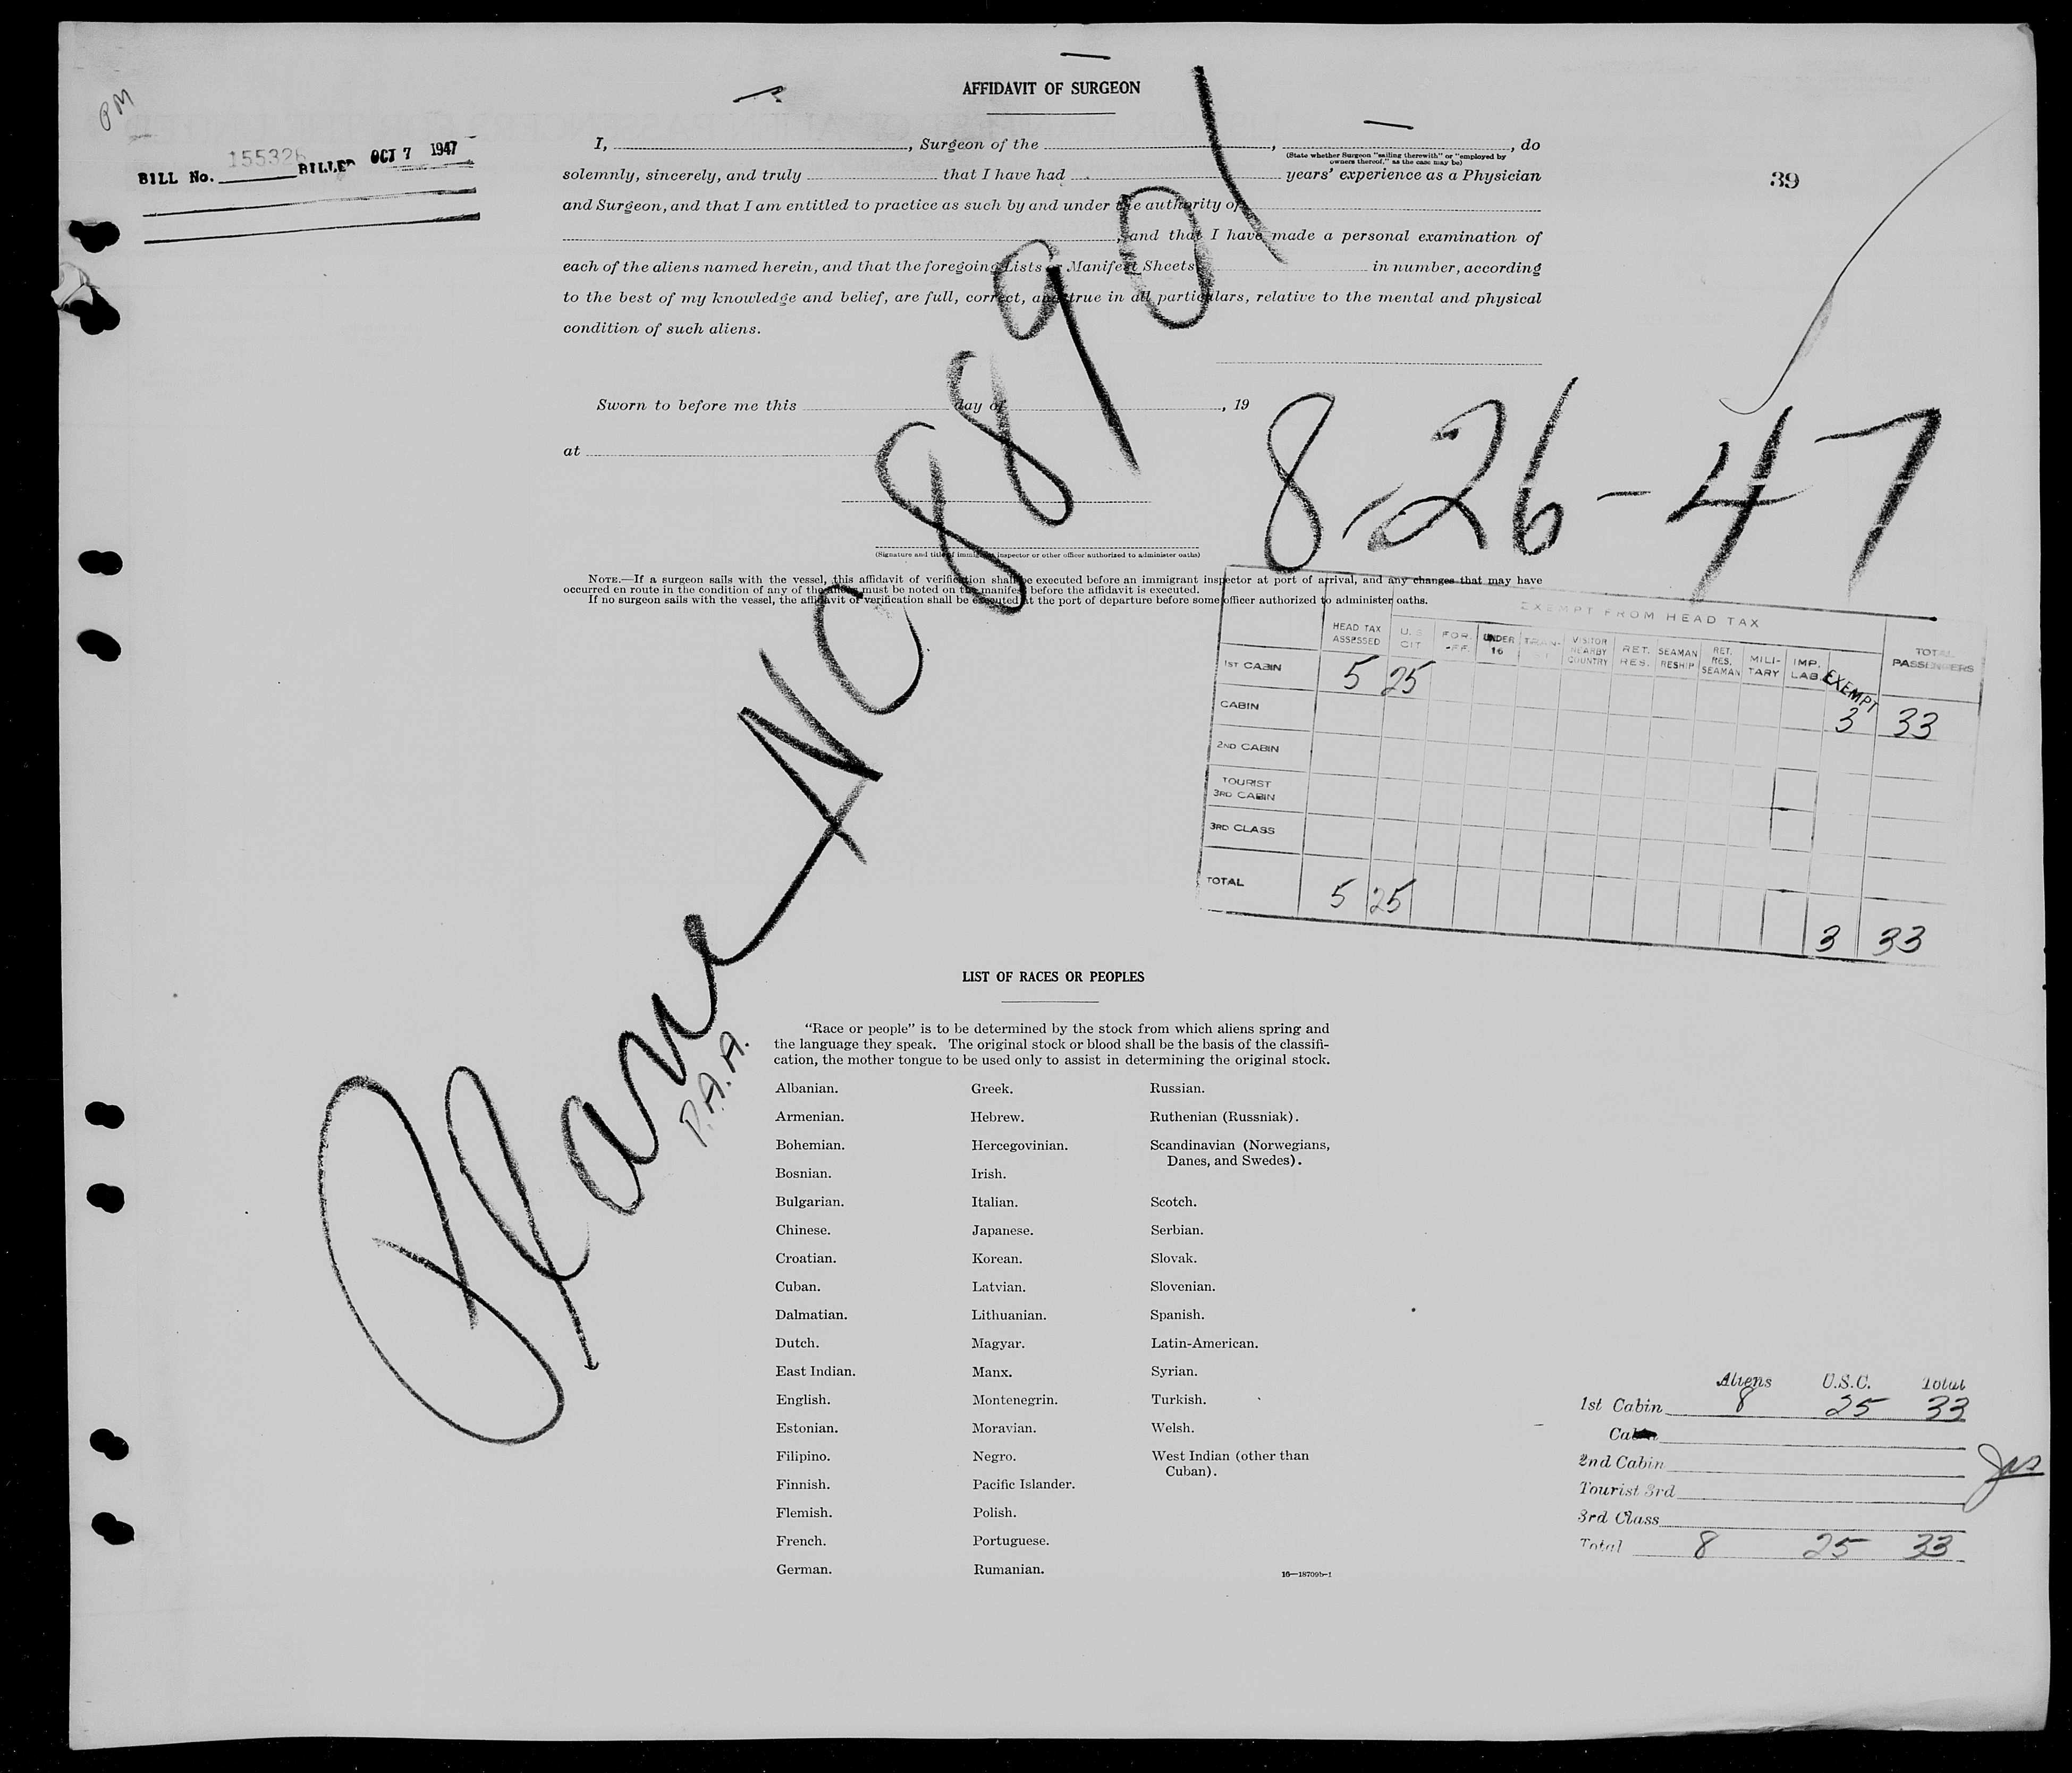 AFFIDAVIT OF SURGEON
PM
BILL No. 155326 BILLED OCT 7 1947
39
I, , Surgeon of the , , do
(State whether Surgeon "sailing therewith" or "employed by
owners thereof," as the case may be)
solemnly, sincerely, and truly that I have had years' experience as a Physician
and Surgeon, and that I am entitled to practice as such by and under the authority of
, and that I have made a personal examination of
each of the aliens named herein, and that the foregoing Lists or Manifest Sheets in number, according
to the best of my knowledge and belief, are full, correct, and true in all particulars, relative to the mental and physical
condition of such aliens.
Sworn to before me this day of , 19
at
(Signature and title of immigrant inspector or other officer authorized to administer oaths)
Plane NO 88901
P.A.A.
8-26-47
NOTE.—If a surgeon sails with the vessel, this affidavit of verification shall be executed before an immigrant inspector at port of arrival, and any changes that may have
occurred en route in the condition of any of the aliens must be noted on the manifest before the affidavit is executed.
If no surgeon sails with the vessel, the affidavit of verification shall be executed at the port of departure before some officer authorized to administer oaths.
EXEMPT FROM HEAD TAX
HEAD TAX ASSESSED U.S. CIT FOR. UNDER 16 VISITOR NEARBY COUNTRY RET. RES. SEAMAN RESHIP RET. RES. SEAMAN MILI-TARY IMP. LAB. EXEMPT TOTAL PASSENGERS
1ST CABIN 5 25 3 33
CABIN
2ND CABIN
TOURIST
3RD CABIN
3RD CLASS
TOTAL 5 25 3 33
LIST OF RACES OR PEOPLES
"Race or people" is to be determined by the stock from which aliens spring and
the language they speak. The original stock or blood shall be the basis of the classifi-
cation, the mother tongue to be used only to assist in determining the original stock.
Albanian. Greek. Russian.
Armenian. Hebrew. Ruthenian (Russniak).
Bohemian. Hercegovinian. Scandinavian (Norwegians,
Danes, and Swedes).
Bosnian. Irish.
Bulgarian. Italian. Scotch.
Chinese. Japanese. Serbian.
Croatian. Korean. Slovak.
Cuban. Latvian. Slovenian.
Dalmatian. Lithuanian. Spanish.
Dutch. Magyar. Latin-American.
East Indian. Manx. Syrian.
English. Montenegrin. Turkish.
Estonian. Moravian. Welsh.
Filipino. Negro. West Indian (other than
Cuban).
Finnish. Pacific Islander.
Flemish. Polish.
French. Portuguese.
German. Rumanian.
16—18709b-1
Aliens U.S.C. Total
1st Cabin 8 25 33
Cabin
2nd Cabin
Tourist 3rd
3rd Class
Total 8 25 33